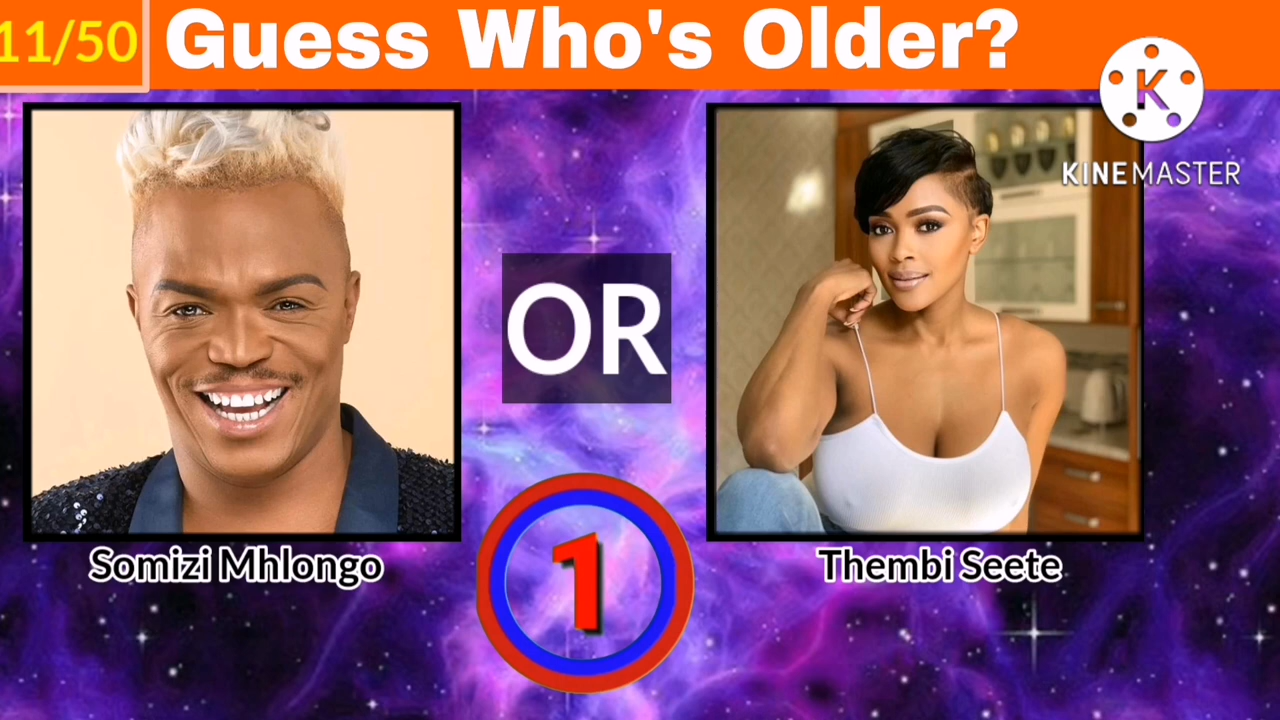 11/50
Guess Who's Older?
K
KINEMASTER
OR
Somizi Mhlongo
1
Thembi Seete